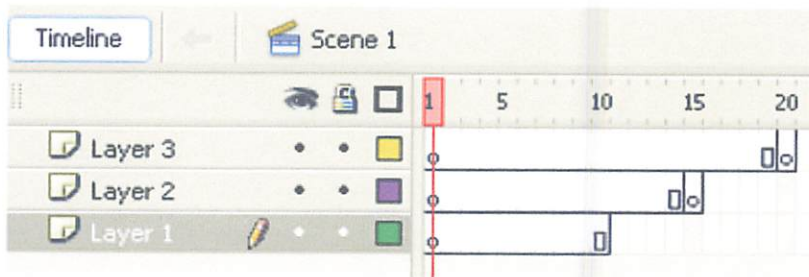 Timeline Scene 1
1 5 10 15 20
Layer 3
Layer 2
Layer 1